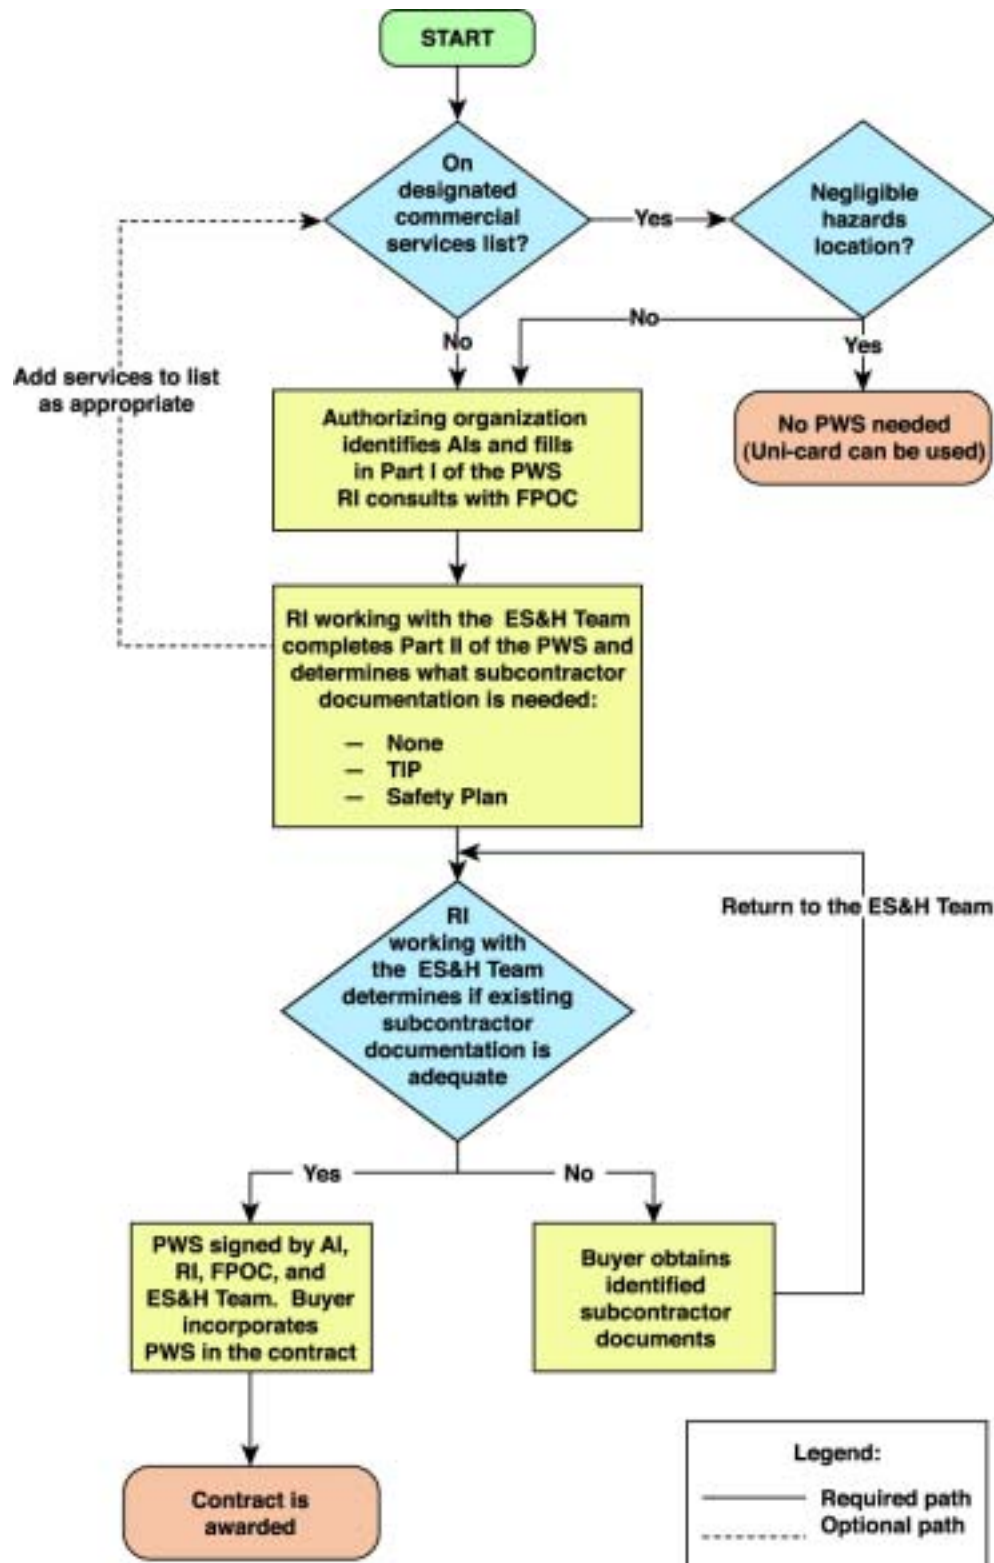 START
On
designated
commercial
services list?
Yes
Negligible
hazards
location?
No
No
Yes
Add services to list
as appropriate
Authorizing organization
identifies AIs and fills
in Part I of the PWS
RI consults with FPOC
No PWS needed
(Uni-card can be used)
RI working with the ES&H Team
completes Part II of the PWS and
determines what subcontractor
documentation is needed:
— None
— TIP
— Safety Plan
Return to the ES&H Team
RI
working with
the ES&H Team
determines if existing
subcontractor
documentation is
adequate
Yes
No
PWS signed by AI,
RI, FPOC, and
ES&H Team. Buyer
incorporates
PWS in the contract
Buyer obtains
identified
subcontractor
documents
Contract is
awarded
Legend:
Required path
Optional path